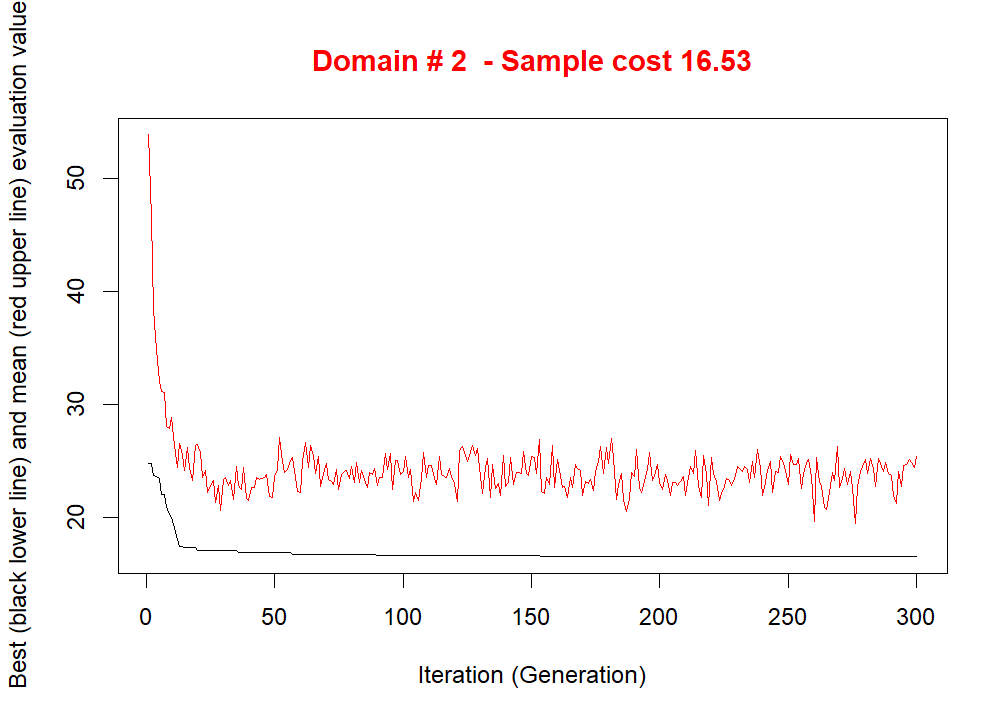 Domain # 2  - Sample cost 16.53
Best (black lower line) and mean (red upper line) evaluation value
50
40
30
20
0 50 100 150 200 250 300
Iteration (Generation)